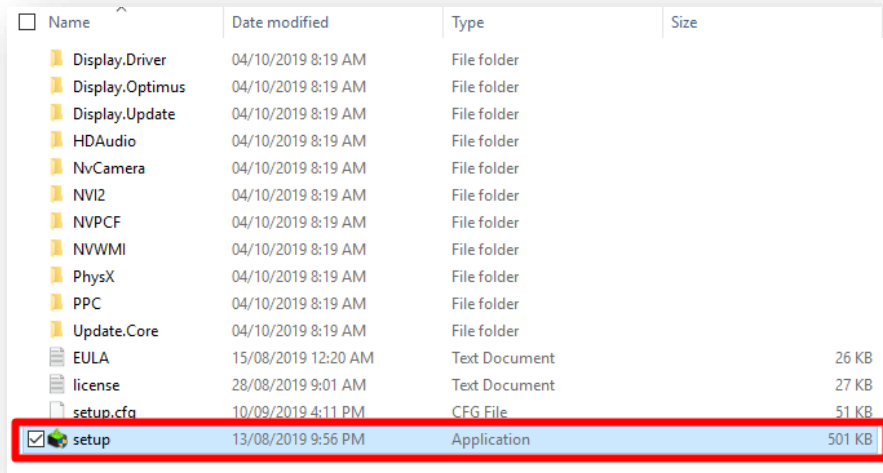 Name Date modified Type Size
Display.Driver 04/10/2019 8:19 AM File folder
Display.Optimus 04/10/2019 8:19 AM File folder
Display.Update 04/10/2019 8:19 AM File folder
HDAudio 04/10/2019 8:19 AM File folder
NvCamera 04/10/2019 8:19 AM File folder
NVI2 04/10/2019 8:19 AM File folder
NVPCF 04/10/2019 8:19 AM File folder
NVWMI 04/10/2019 8:19 AM File folder
PhysX 04/10/2019 8:19 AM File folder
PPC 04/10/2019 8:19 AM File folder
Update.Core 04/10/2019 8:19 AM File folder
EULA 15/08/2019 12:20 AM Text Document 26 KB
license 28/08/2019 9:01 AM Text Document 27 KB
setup.cfg 10/09/2019 4:11 PM CFG File 51 KB
setup 13/08/2019 9:56 PM Application 501 KB